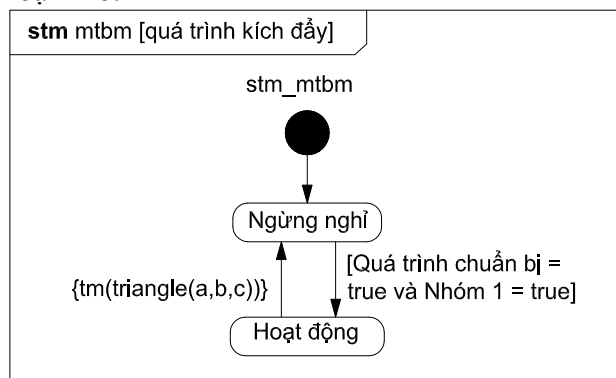 stm mtbm [quá trình kích đẩy]
stm_mtbm
Ngừng nghỉ
{tm(triangle(a,b,c))}
[Quá trình chuẩn bị =
true và Nhóm 1 = true]
Hoạt động